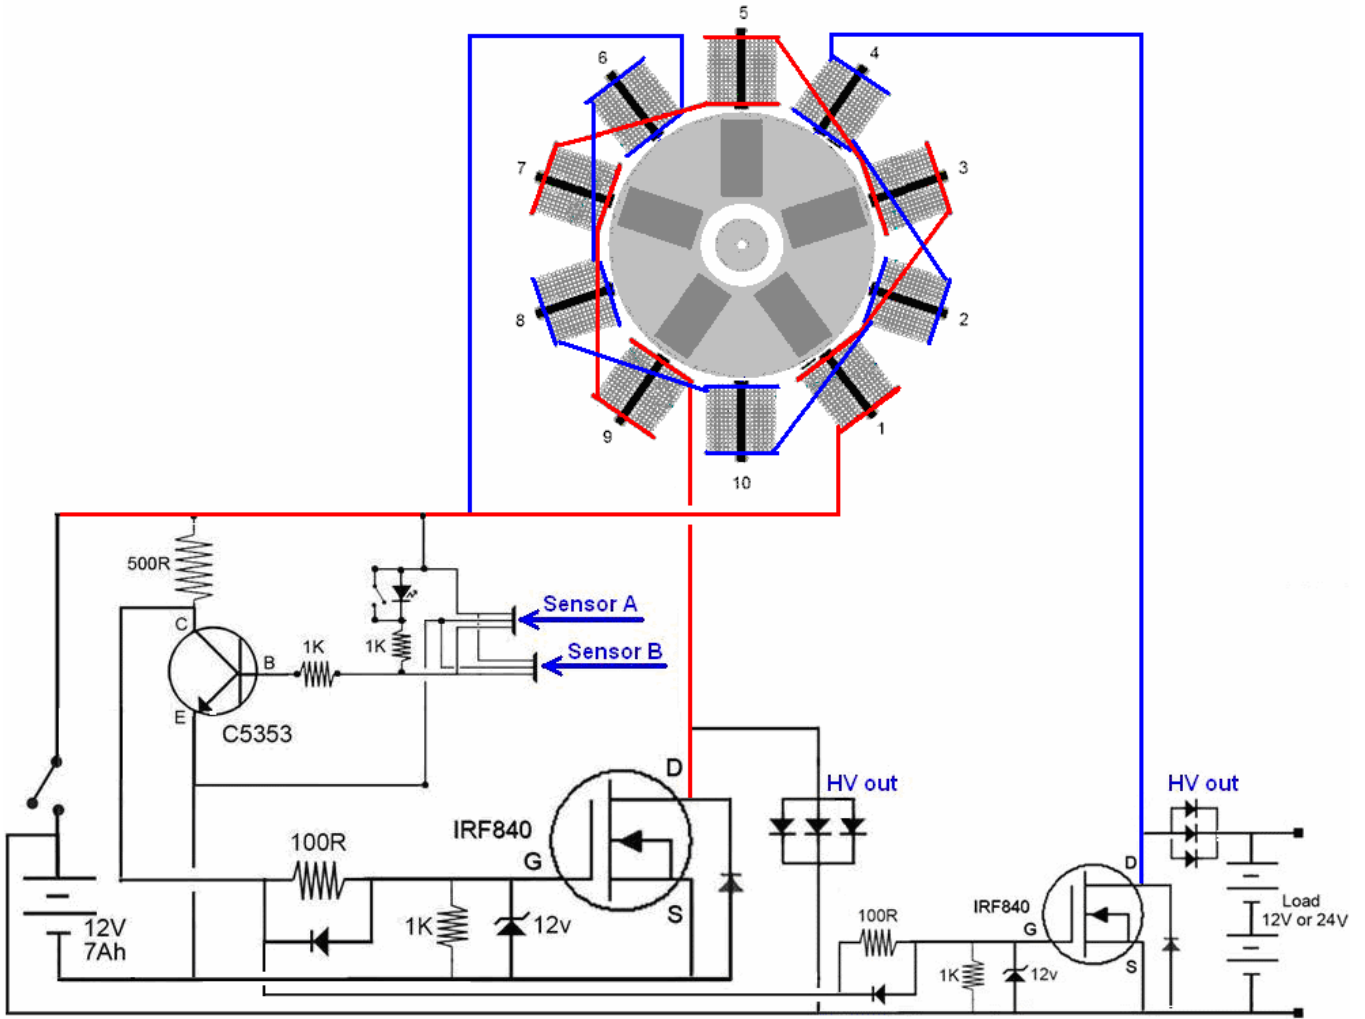 5
6
4
7
3
8
2
9
1
10
500R
Sensor A
C
1K
1K
Sensor B
B
E
C5353
D
HV out
HV out
IRF840
100R
G
D
S
IRF840
Load
12V or 24V
100R
G
12V
7Ah
1K
12v
S
1K
12v